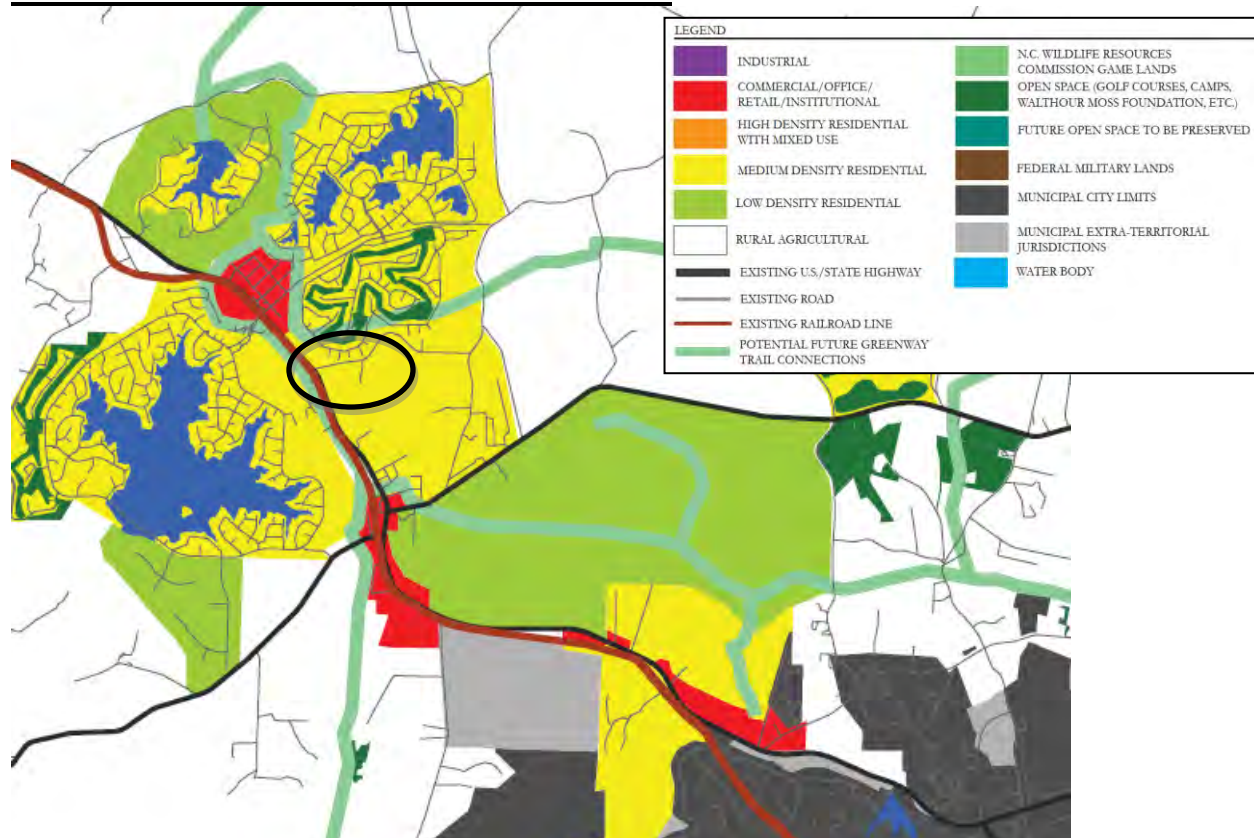 LEGEND
INDUSTRIAL
COMMERCIAL/OFFICE/
RETAIL/INSTITUTIONAL
HIGH DENSITY RESIDENTIAL
WITH MIXED USE
MEDIUM DENSITY RESIDENTIAL
LOW DENSITY RESIDENTIAL
RURAL AGRICULTURAL
EXISTING U.S./STATE HIGHWAY
EXISTING ROAD
EXISTING RAILROAD LINE
POTENTIAL FUTURE GREENWAY
TRAIL CONNECTIONS
N.C. WILDLIFE RESOURCES
COMMISSION GAME LANDS
OPEN SPACE (GOLF COURSES, CAMPS,
WALTHOUR MOSS FOUNDATION, ETC.)
FUTURE OPEN SPACE TO BE PRESERVED
FEDERAL MILITARY LANDS
MUNICIPAL CITY LIMITS
MUNICIPAL EXTRA-TERRITORIAL
JURISDICTIONS
WATER BODY